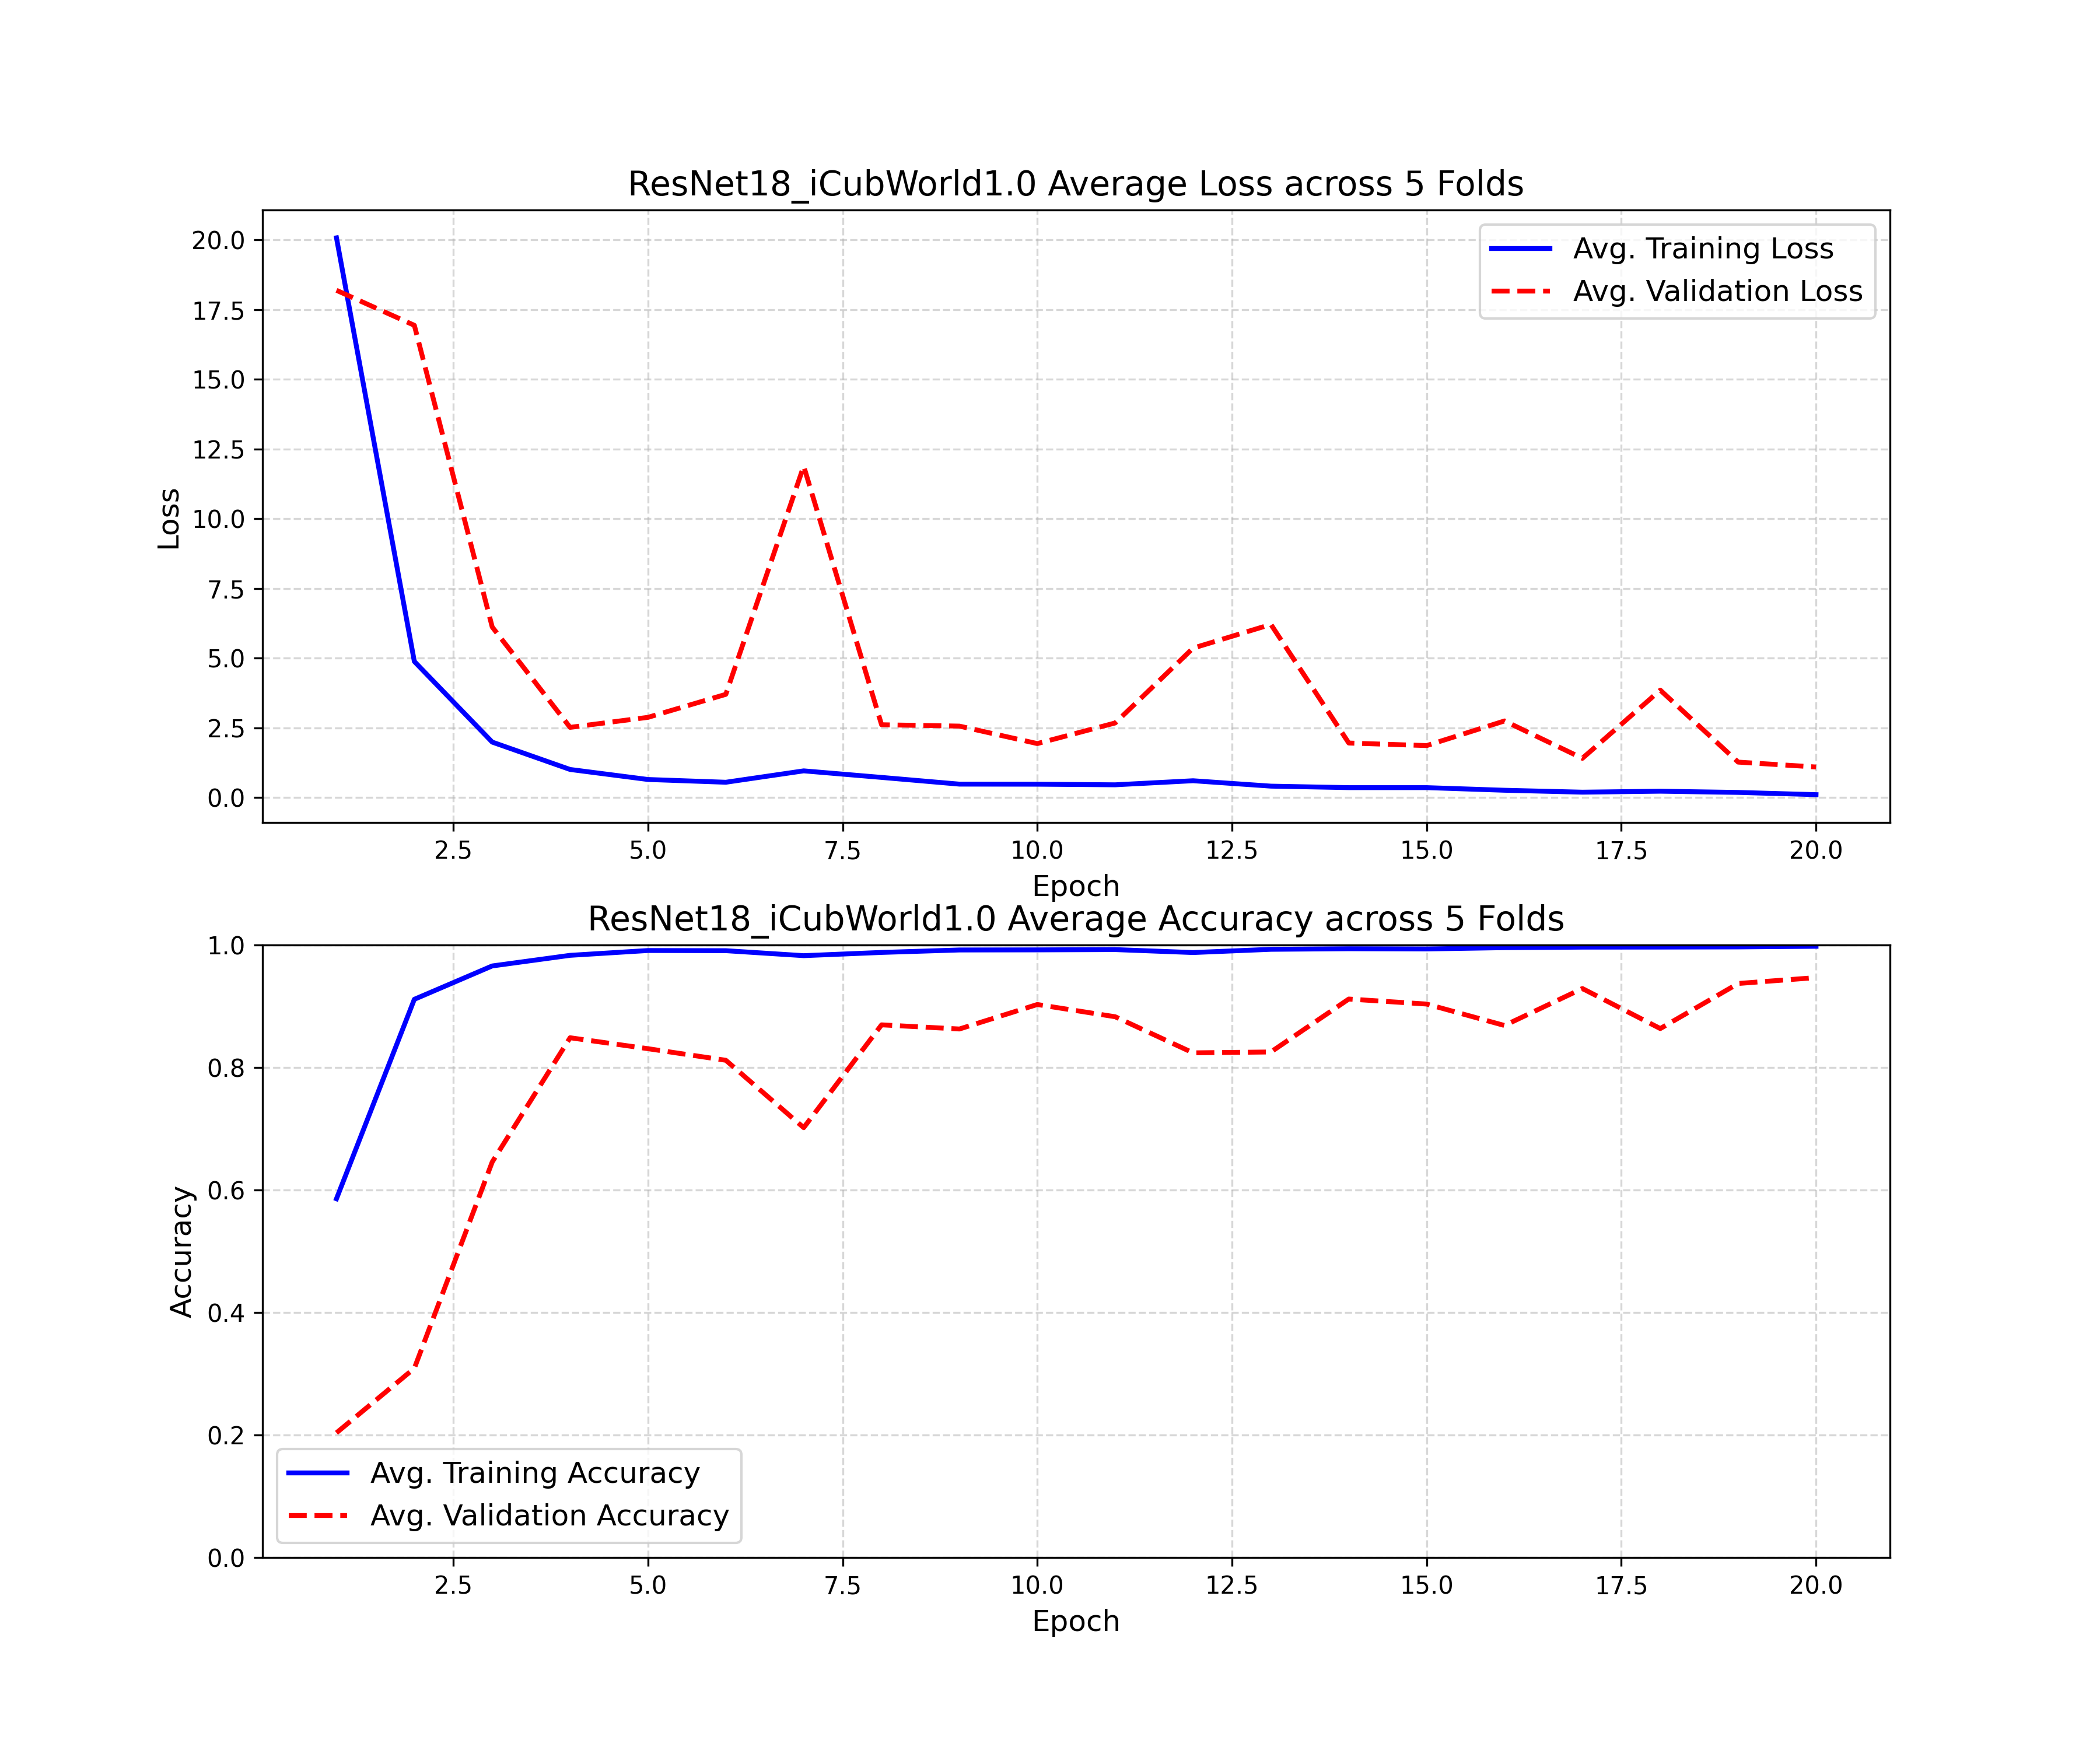 ResNet18_iCubWorld1.0 Average Loss across 5 Folds
Avg. Training Loss
Avg. Validation Loss
Loss
20.0
17.5
15.0
12.5
10.0
7.5
5.0
2.5
0.0
2.5 5.0 7.5 10.0 12.5 15.0 17.5 20.0
Epoch
ResNet18_iCubWorld1.0 Average Accuracy across 5 Folds
Accuracy
1.0
0.8
0.6
0.4
0.2
0.0
Avg. Training Accuracy
Avg. Validation Accuracy
2.5 5.0 7.5 10.0 12.5 15.0 17.5 20.0
Epoch